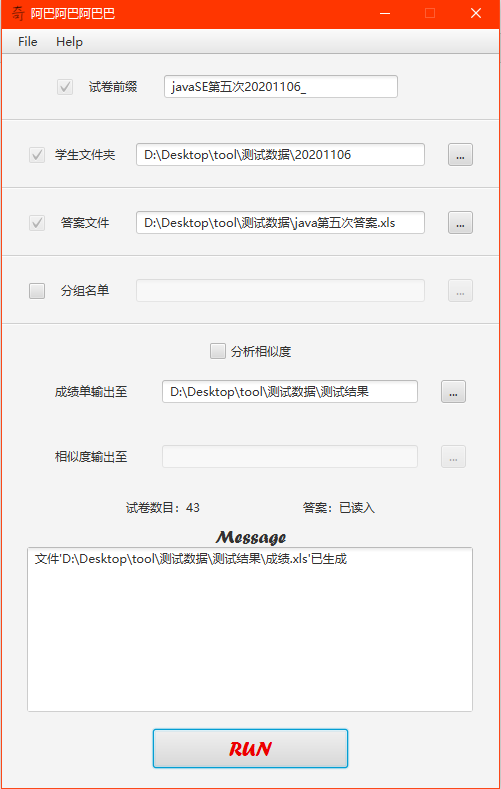 奇 阿巴阿巴阿巴巴
File Help
试卷前缀 javaSE第五次20201106_
学生文件夹 D:\Desktop\tool\测试数据\20201106 ...
答案文件 D:\Desktop\tool\测试数据\java第五次答案.xls ...
分组名单 ...
分析相似度
成绩单输出至 D:\Desktop\tool\测试数据\测试结果 ...
相似度输出至 ...
试卷数目：43 答案：已读入
Message
文件'D:\Desktop\tool\测试数据\测试结果\成绩.xls'已生成
RUN